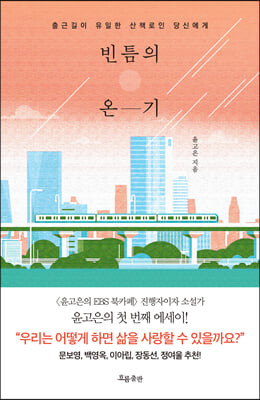 출근길이 유일한 산책로인 당신에게
빈틈의
온—기
윤고은 지음
〈윤고은의 EBS 북카페〉 진행자이자 소설가
윤고은의 첫 번째 에세이!
“우리는 어떻게 하면 삶을 사랑할 수 있을까요?”
문보영, 백영옥, 이아립, 장동선, 정여울 추천!
흐름출판